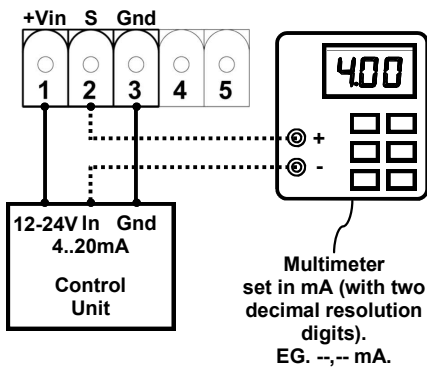 +Vin S Gnd
1 2 3 4 5
4.00
+
-
12-24V In Gnd
4..20mA
Control
Unit
Multimeter
set in mA (with two
decimal resolution
digits).
EG. --,-- mA.